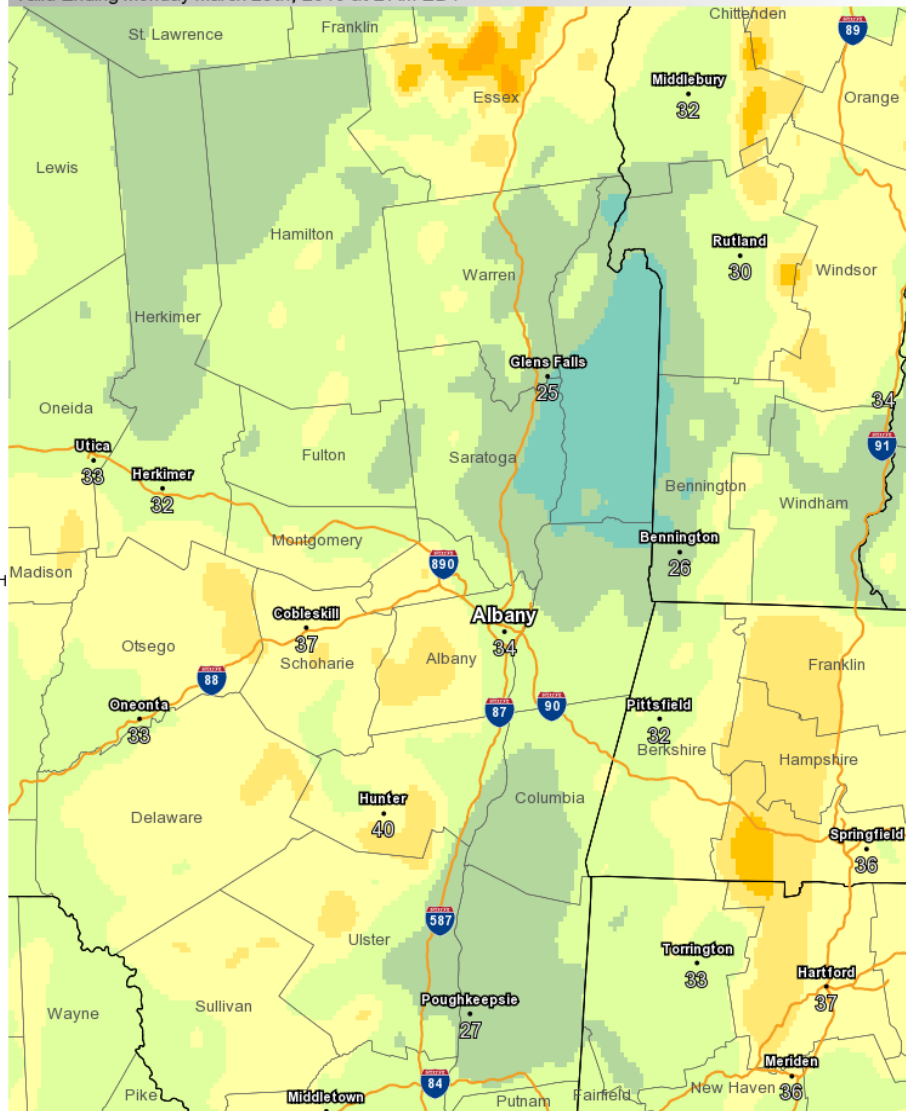 Chittenden
St. Lawrence
Franklin
89
Middlebury
32
Essex
Orange
Lewis
Hamilton
Rutland
30
Warren
Windsor
Herkimer
Glens Falls
25
Oneida
34
Utica
33
Fulton
Saratoga
91
Herkimer
32
Bennington
Windham
Montgomery
Bennington
26
890
Madison
H
Cobleskill
37
Albany
34
Otsego
Schoharie
Albany
Franklin
88
Oneonta
33
87
90
Pittsfield
32
Berkshire
Hampshire
Columbia
Hunter
40
Delaware
Springfield
36
587
Ulster
Torrington
33
Hartford
37
Sullivan
Wayne
Poughkeepsie
27
Meriden
36
84
New Haven
Pike
Middletown
Putnam
Fairfield